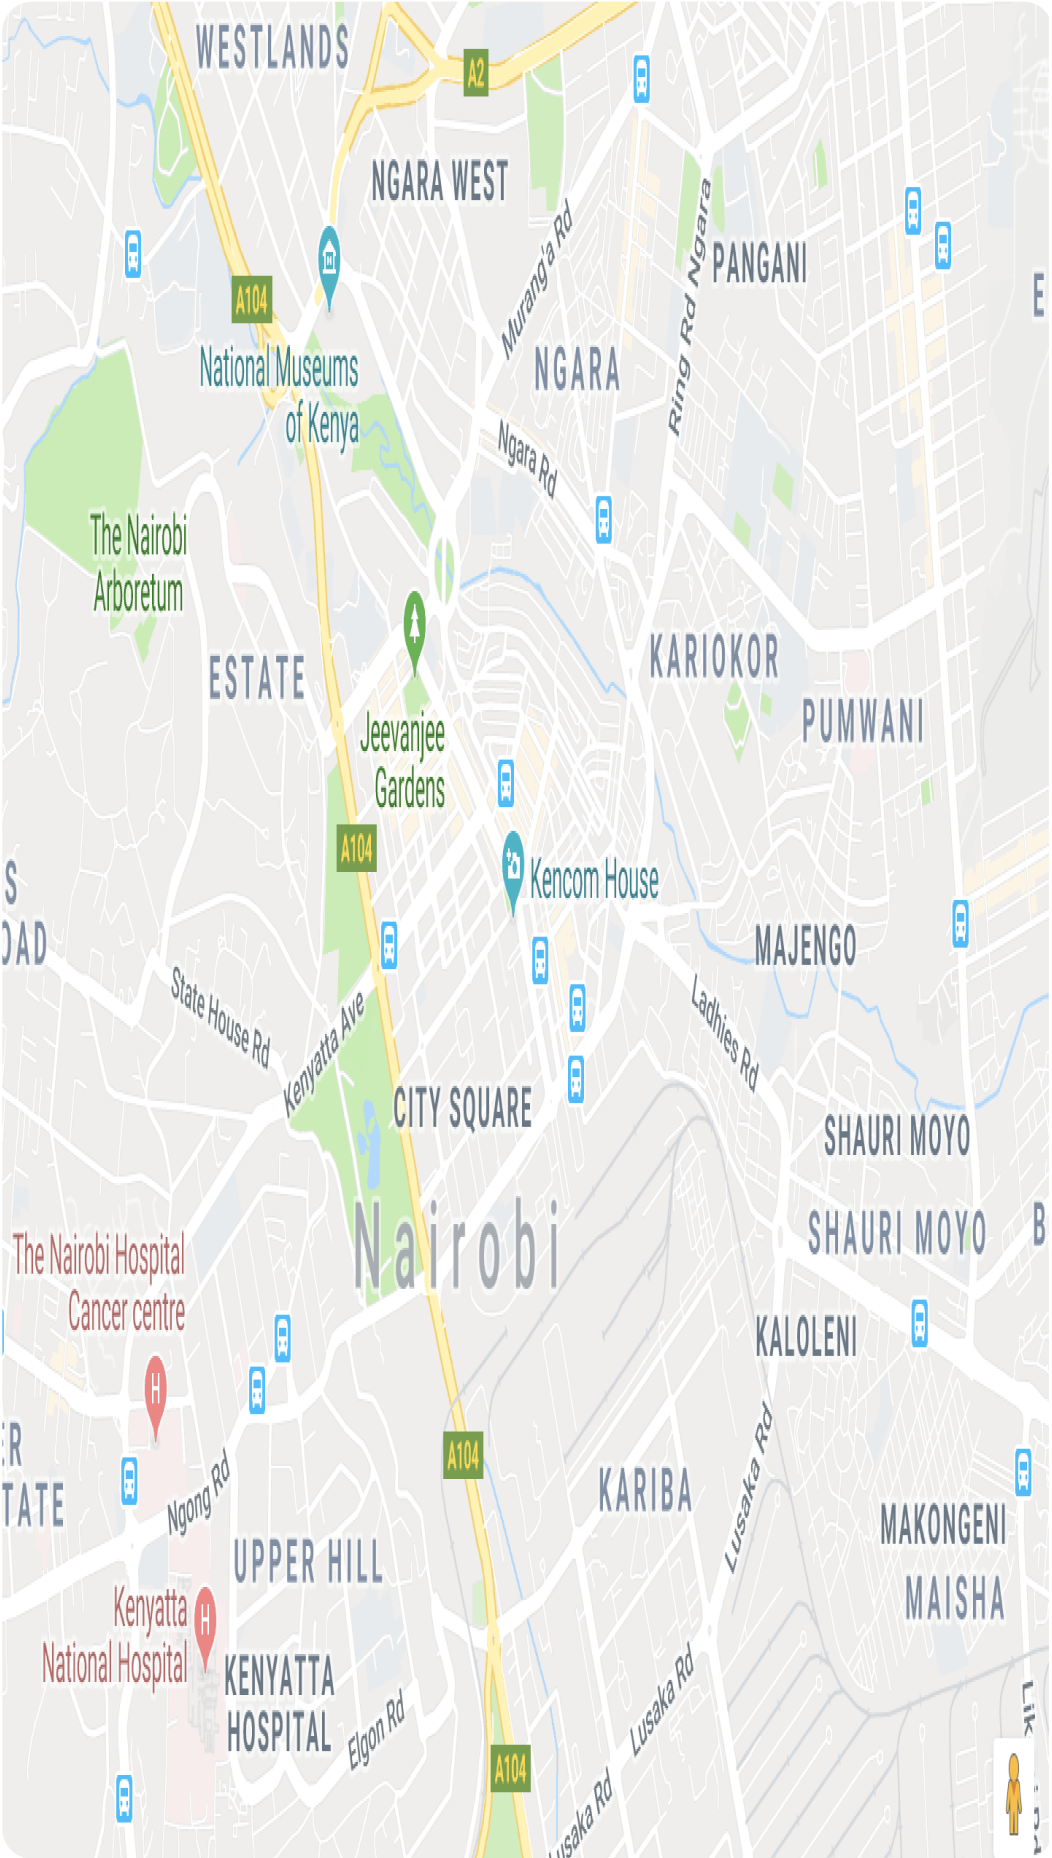 WESTLANDS
A2
NGARA WEST
Murang'a Rd
Ring Rd Ngara
PANGANI
A104
E
National Museums
of Kenya
NGARA
Ngara Rd
The Nairobi
Arboretum
ESTATE
KARIOKOR
PUMWANI
Jeevanjee
Gardens
A104
Kencom House
S
OAD
MAJENGO
State House Rd
Kenyatta Ave
Ladhies Rd
CITY SQUARE
SHAURI MOYO
Nairobi
SHAURI MOYO
B
The Nairobi Hospital
Cancer centre
KALOLENI
H
ER
TATE
A104
Ngong Rd
KARIBA
Lusaka Rd
MAKONGENI
UPPER HILL
MAISHA
Kenyatta
National Hospital
H
KENYATTA
HOSPITAL
Elgon Rd
Lusaka Rd
Lik
A104
usaka Rd